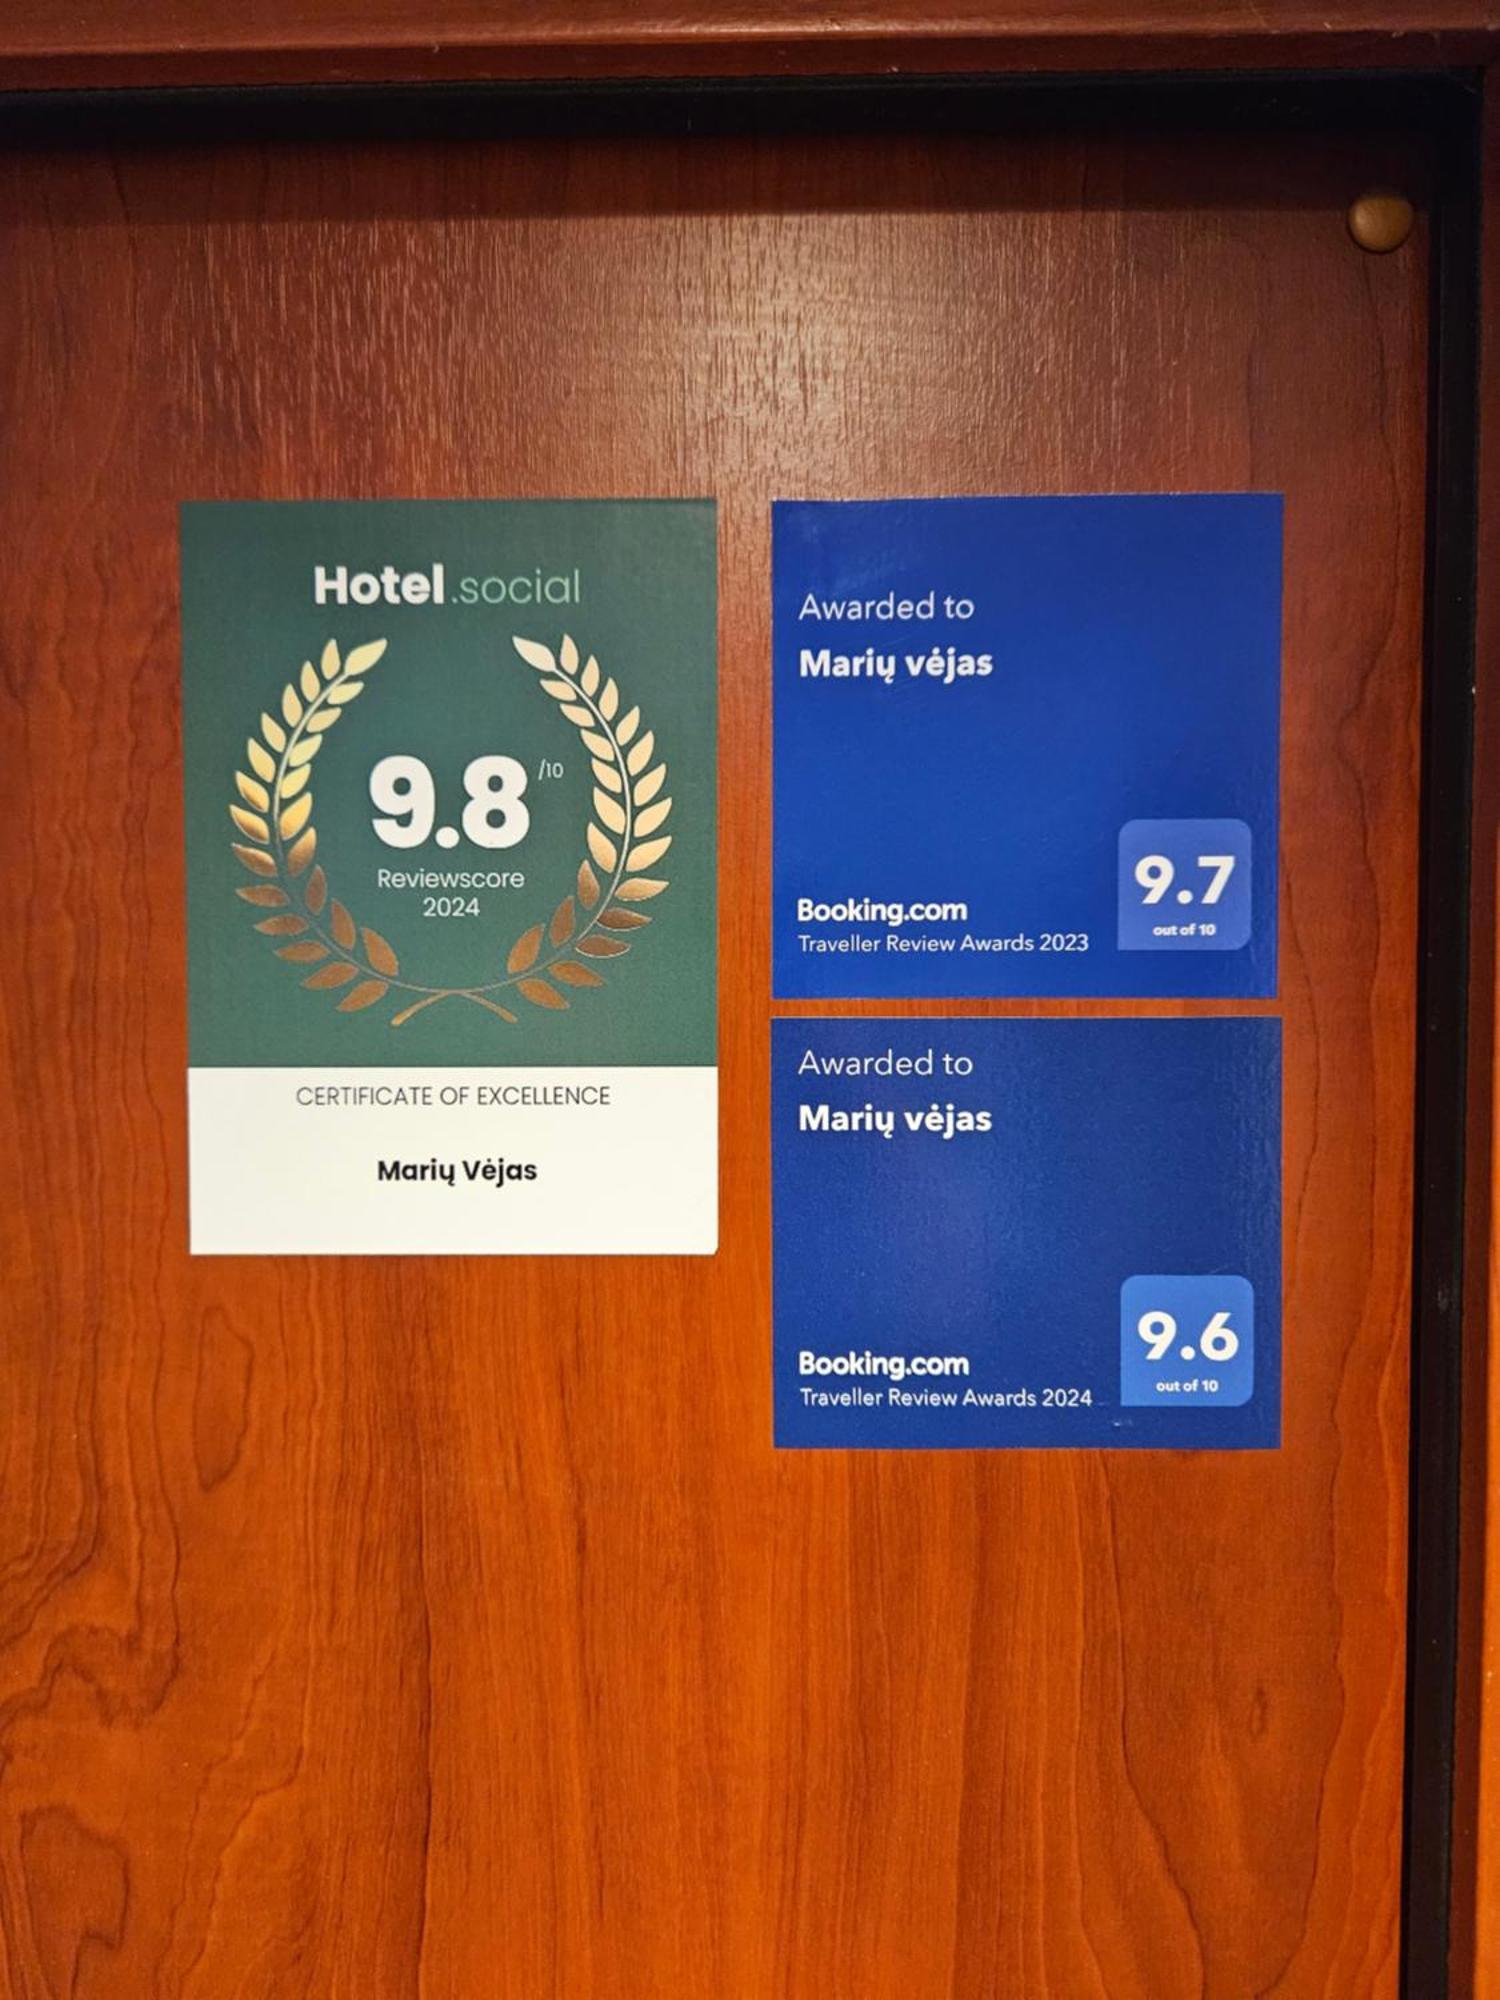 Hotel.social
9.8 /10
Reviewscore
2024
CERTIFICATE OF EXCELLENCE
Marių Vėjas
Awarded to
Marių vėjas
9.7
out of 10
Booking.com
Traveller Review Awards 2023
Awarded to
Marių vėjas
9.6
out of 10
Booking.com
Traveller Review Awards 2024